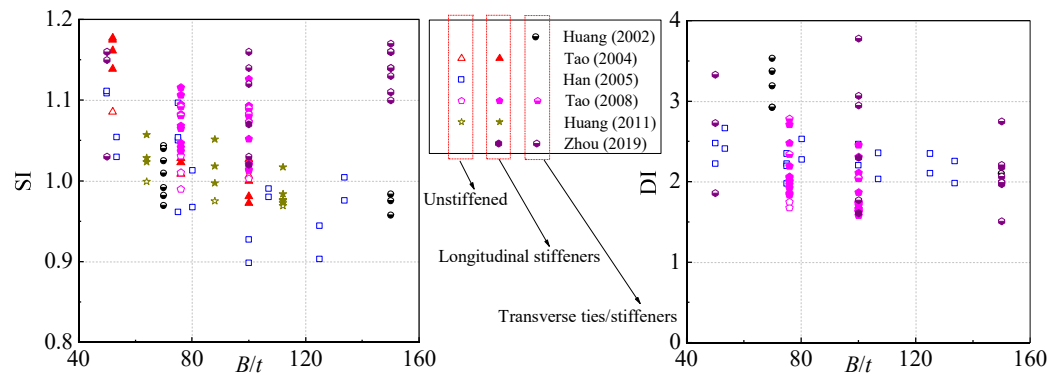 SI
1.2
1.1
1.0
0.9
0.8
40
80
120
160
B/t
Huang (2002)
Tao (2004)
Han (2005)
Tao (2008)
Huang (2011)
Zhou (2019)
Unstiffened
Longitudinal stiffeners
Transverse ties/stiffeners
DI
4
3
2
1
0
40
80
120
160
B/t